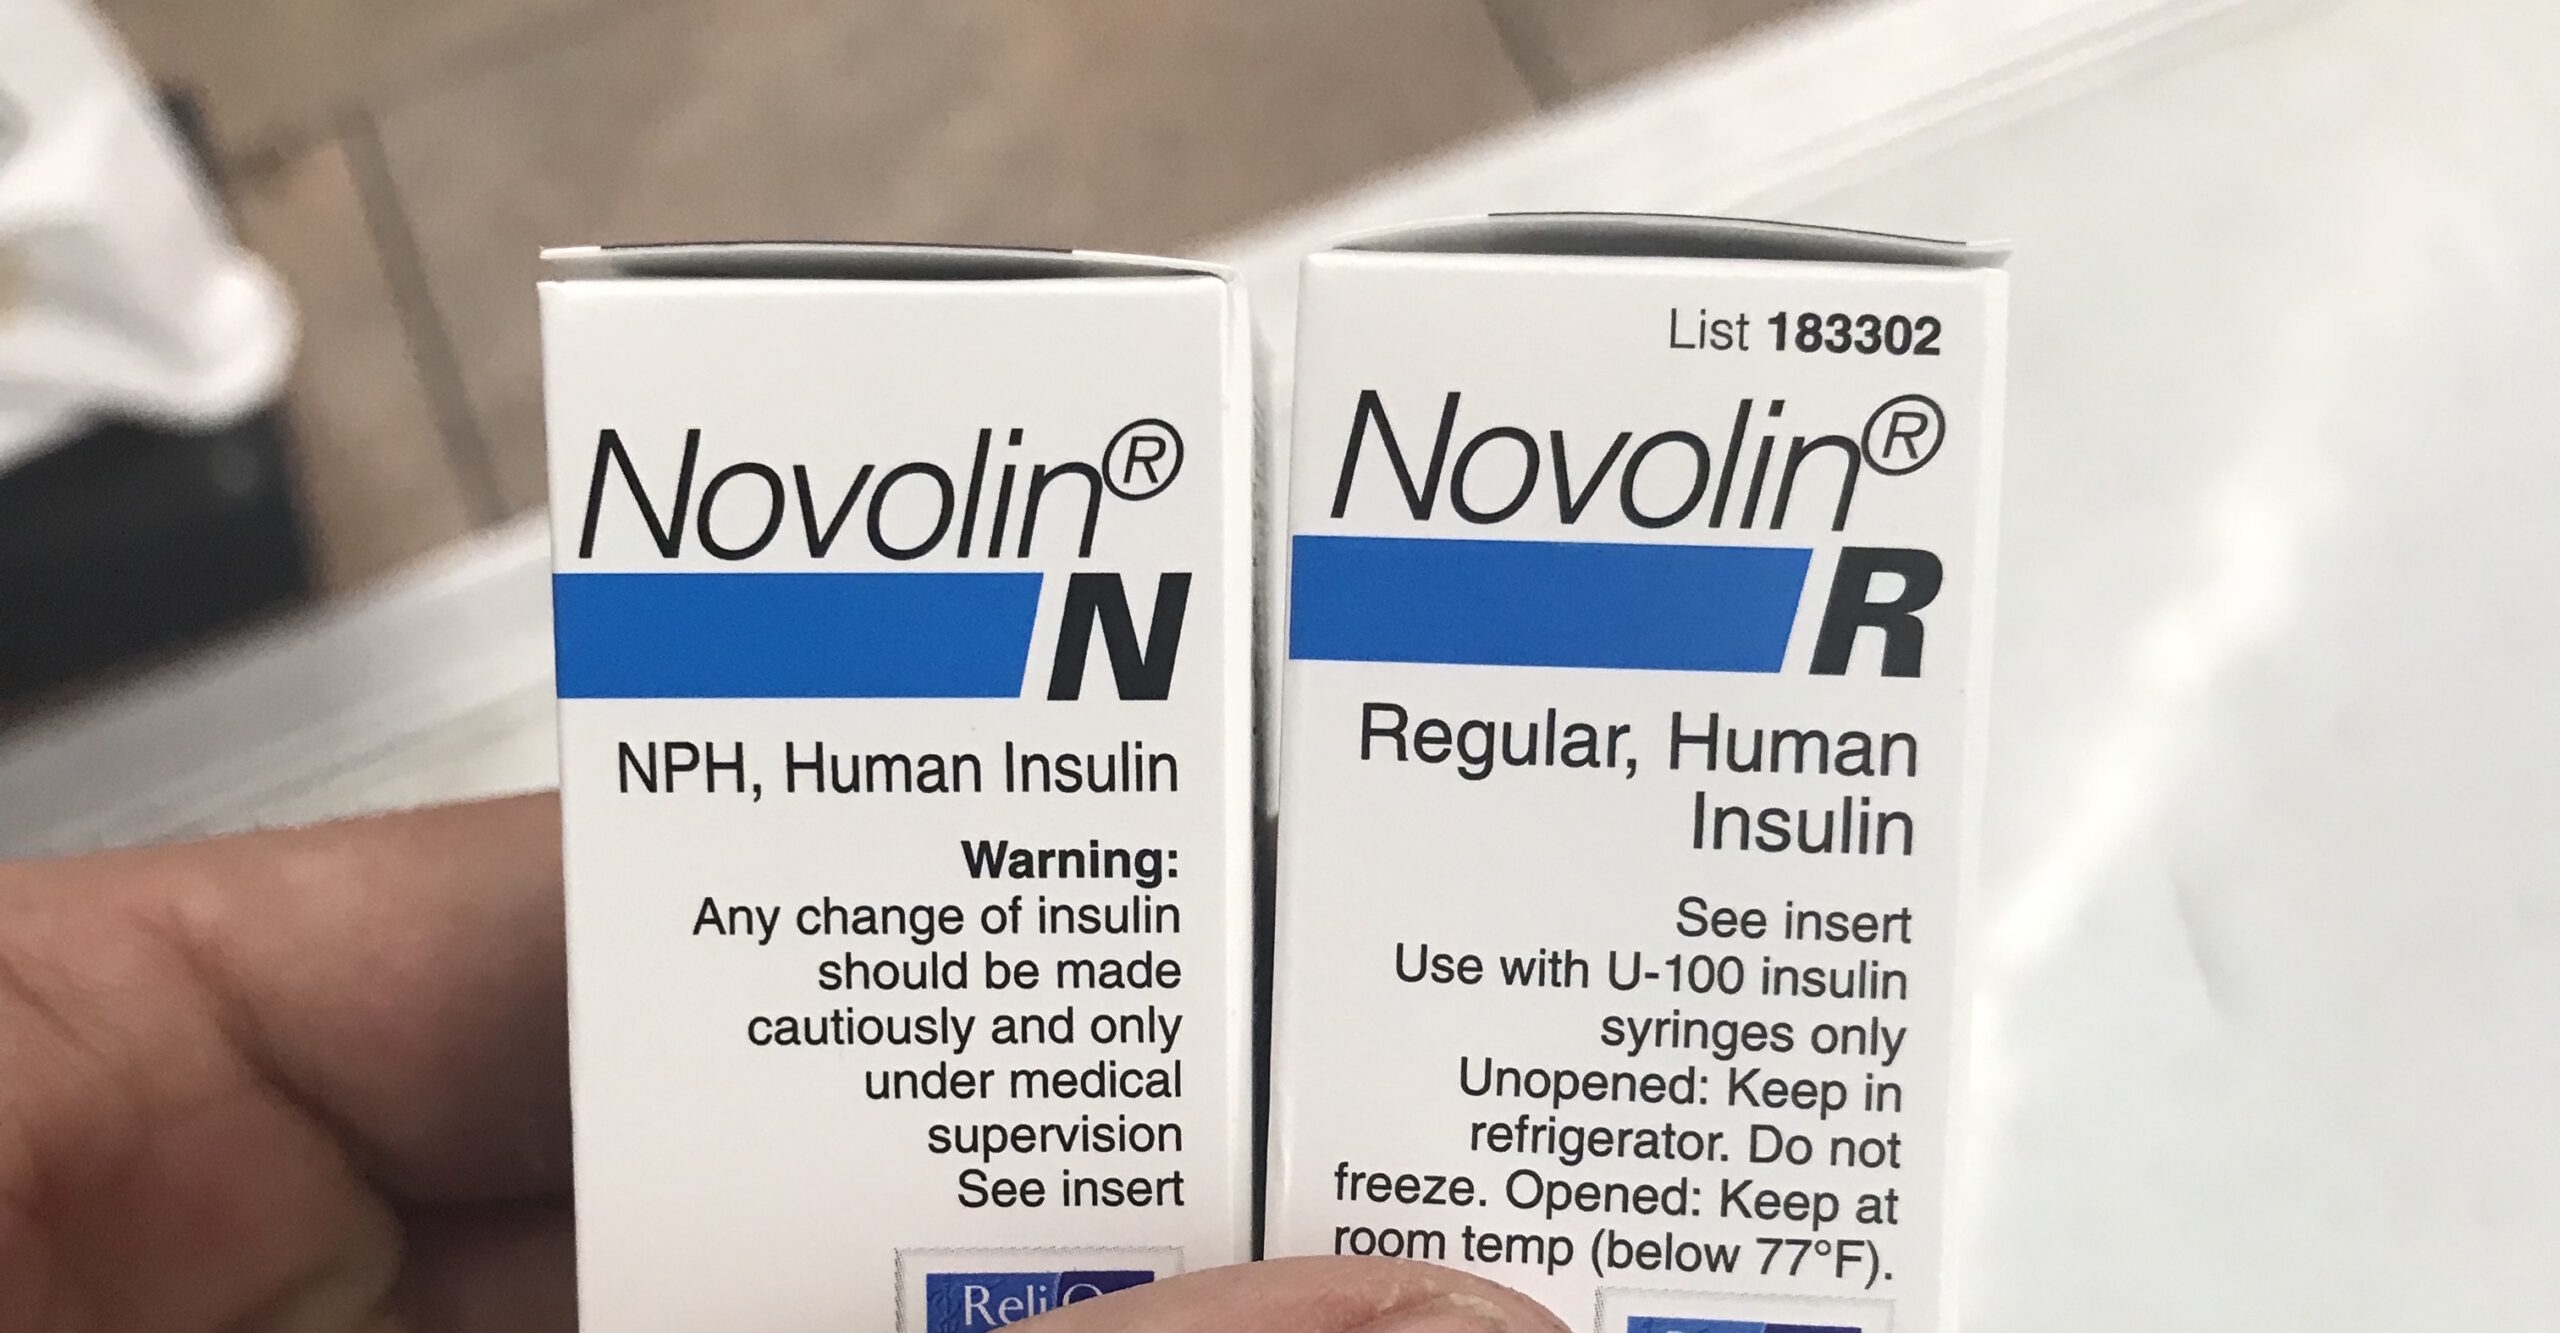 Novolin®
N
NPH, Human Insulin
Warning:
Any change of insulin
should be made
cautiously and only
under medical
supervision
See insert
List 183302
Novolin®
R
Regular, Human
Insulin
See insert
Use with U-100 insulin
syringes only
Unopened: Keep in
refrigerator. Do not
freeze. Opened: Keep at
room temp (below 77°F).